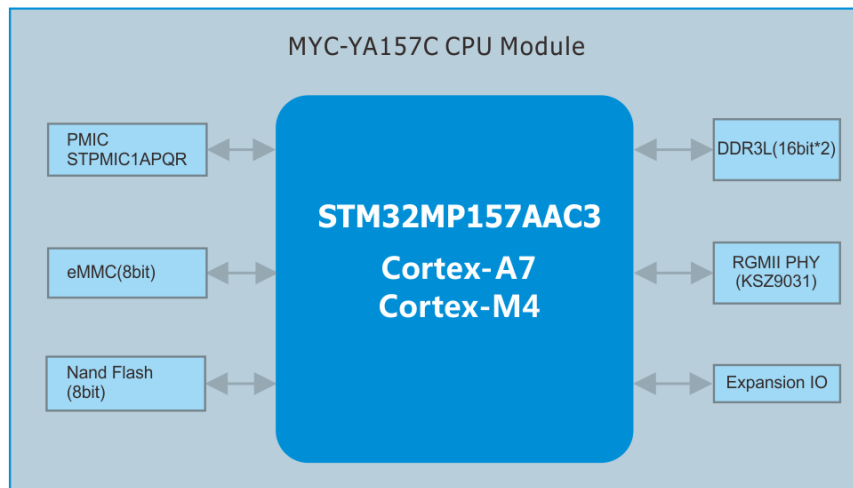 MYC-YA157C CPU Module
PMIC
STPMIC1APQR
eMMC(8bit)
Nand Flash
(8bit)
STM32MP157AAC3
Cortex-A7
Cortex-M4
DDR3L(16bit*2)
RGMII PHY
(KSZ9031)
Expansion IO